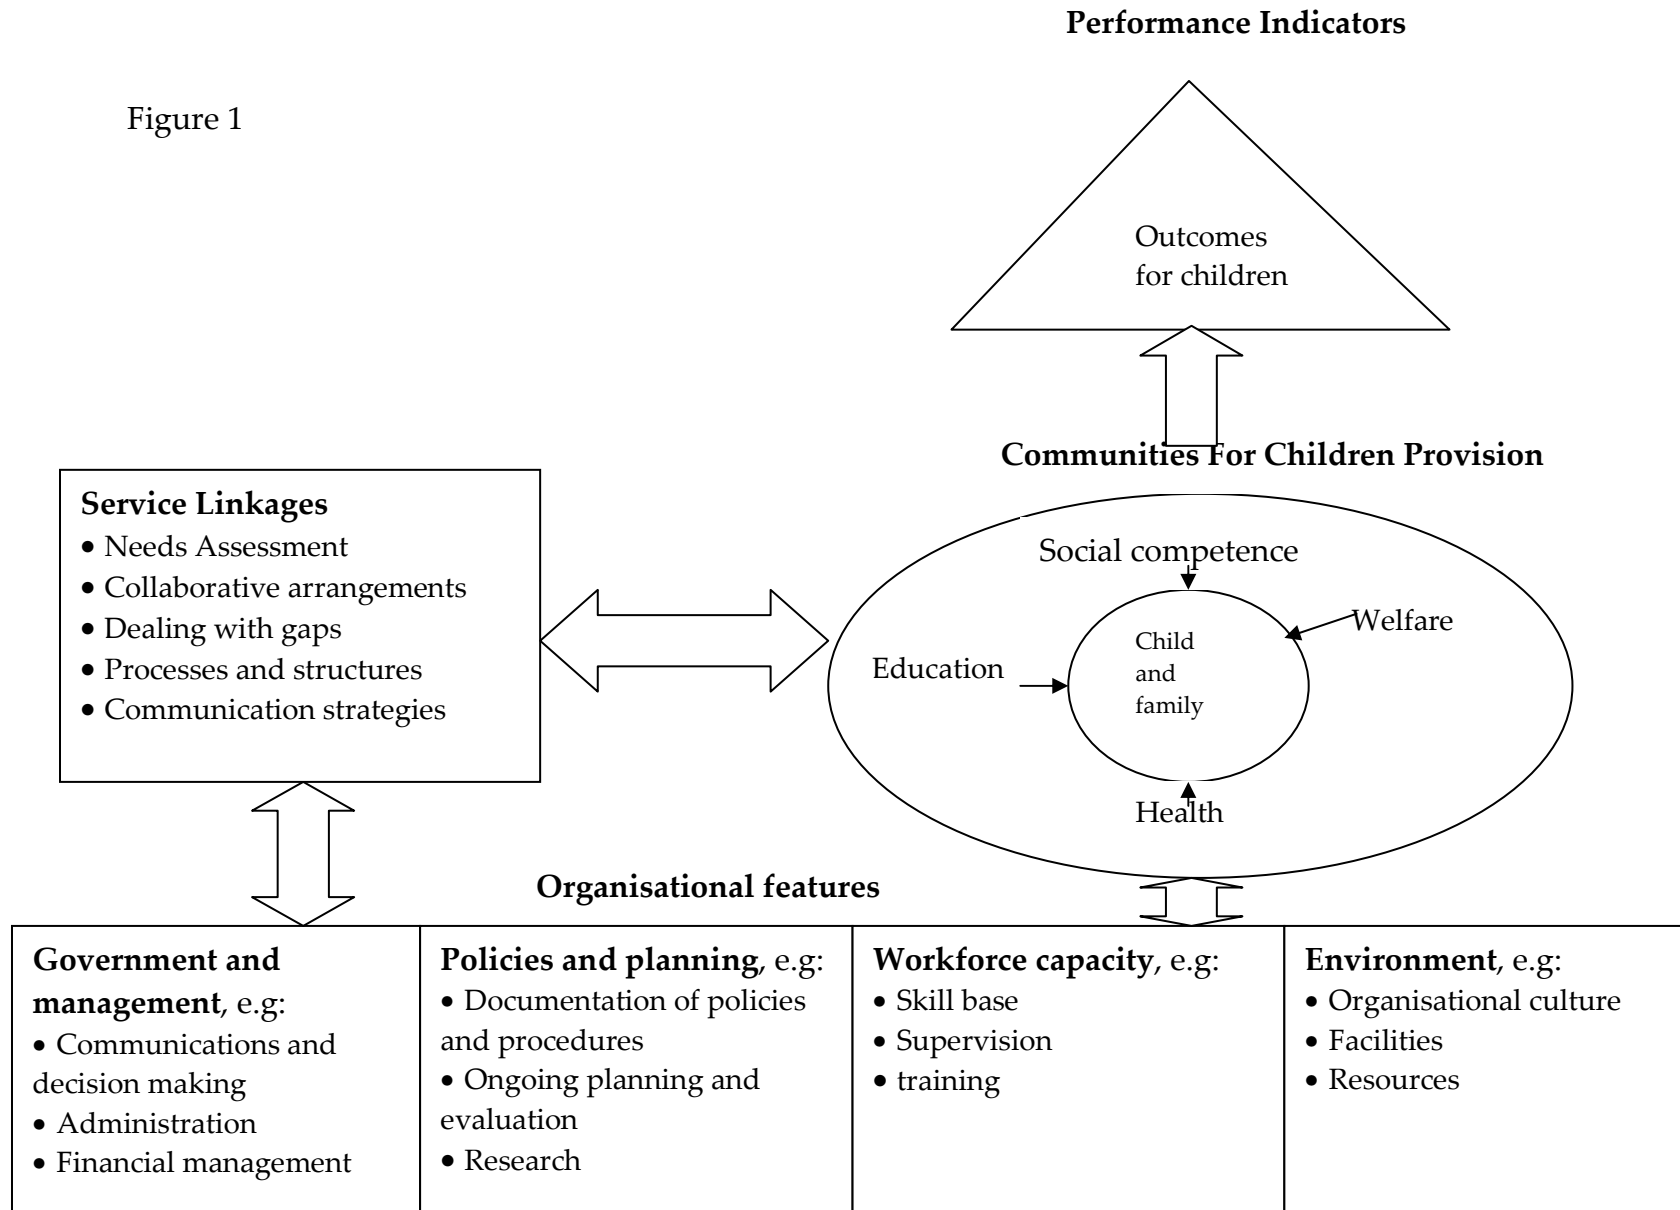 Performance Indicators
Figure 1
Outcomes
for children
Communities For Children Provision
Service Linkages
• Needs Assessment
• Collaborative arrangements
• Dealing with gaps
• Processes and structures
• Communication strategies
Social competence
Welfare
Education
Child
and
family
Health
Organisational features
Government and
management, e.g:
• Communications and
decision making
• Administration
• Financial management
Policies and planning, e.g:
• Documentation of policies
and procedures
• Ongoing planning and
evaluation
• Research
Workforce capacity, e.g:
• Skill base
• Supervision
• training
Environment, e.g:
• Organisational culture
• Facilities
• Resources